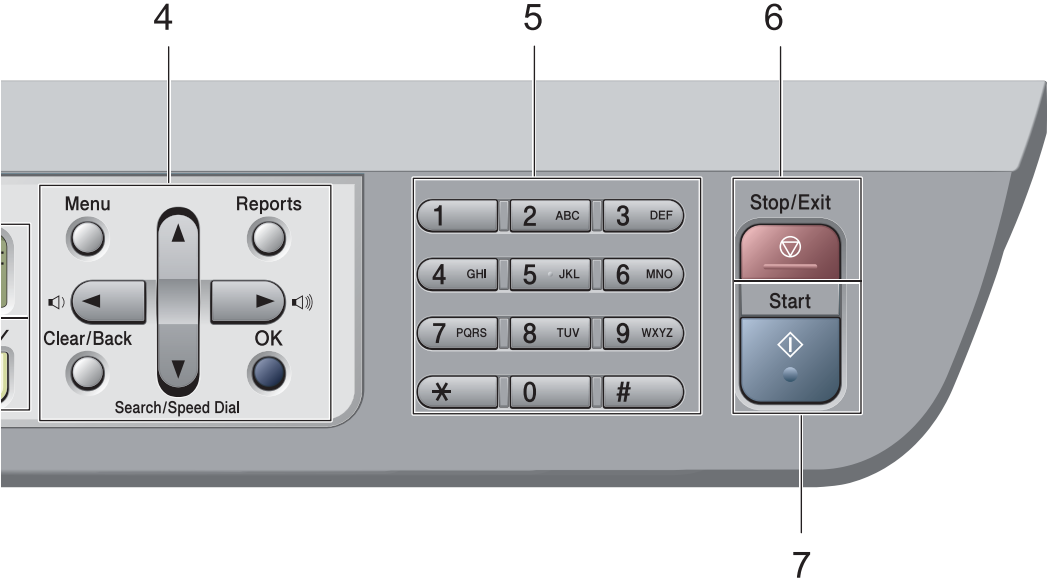 4 5 6
Menu Reports Stop/Exit
1 2 ABC 3 DEF
4 GHI 5 JKL 6 MNO
Start
Clear/Back OK
7 PQRS 8 TUV 9 WXYZ
Search/Speed Dial
* 0 #
7